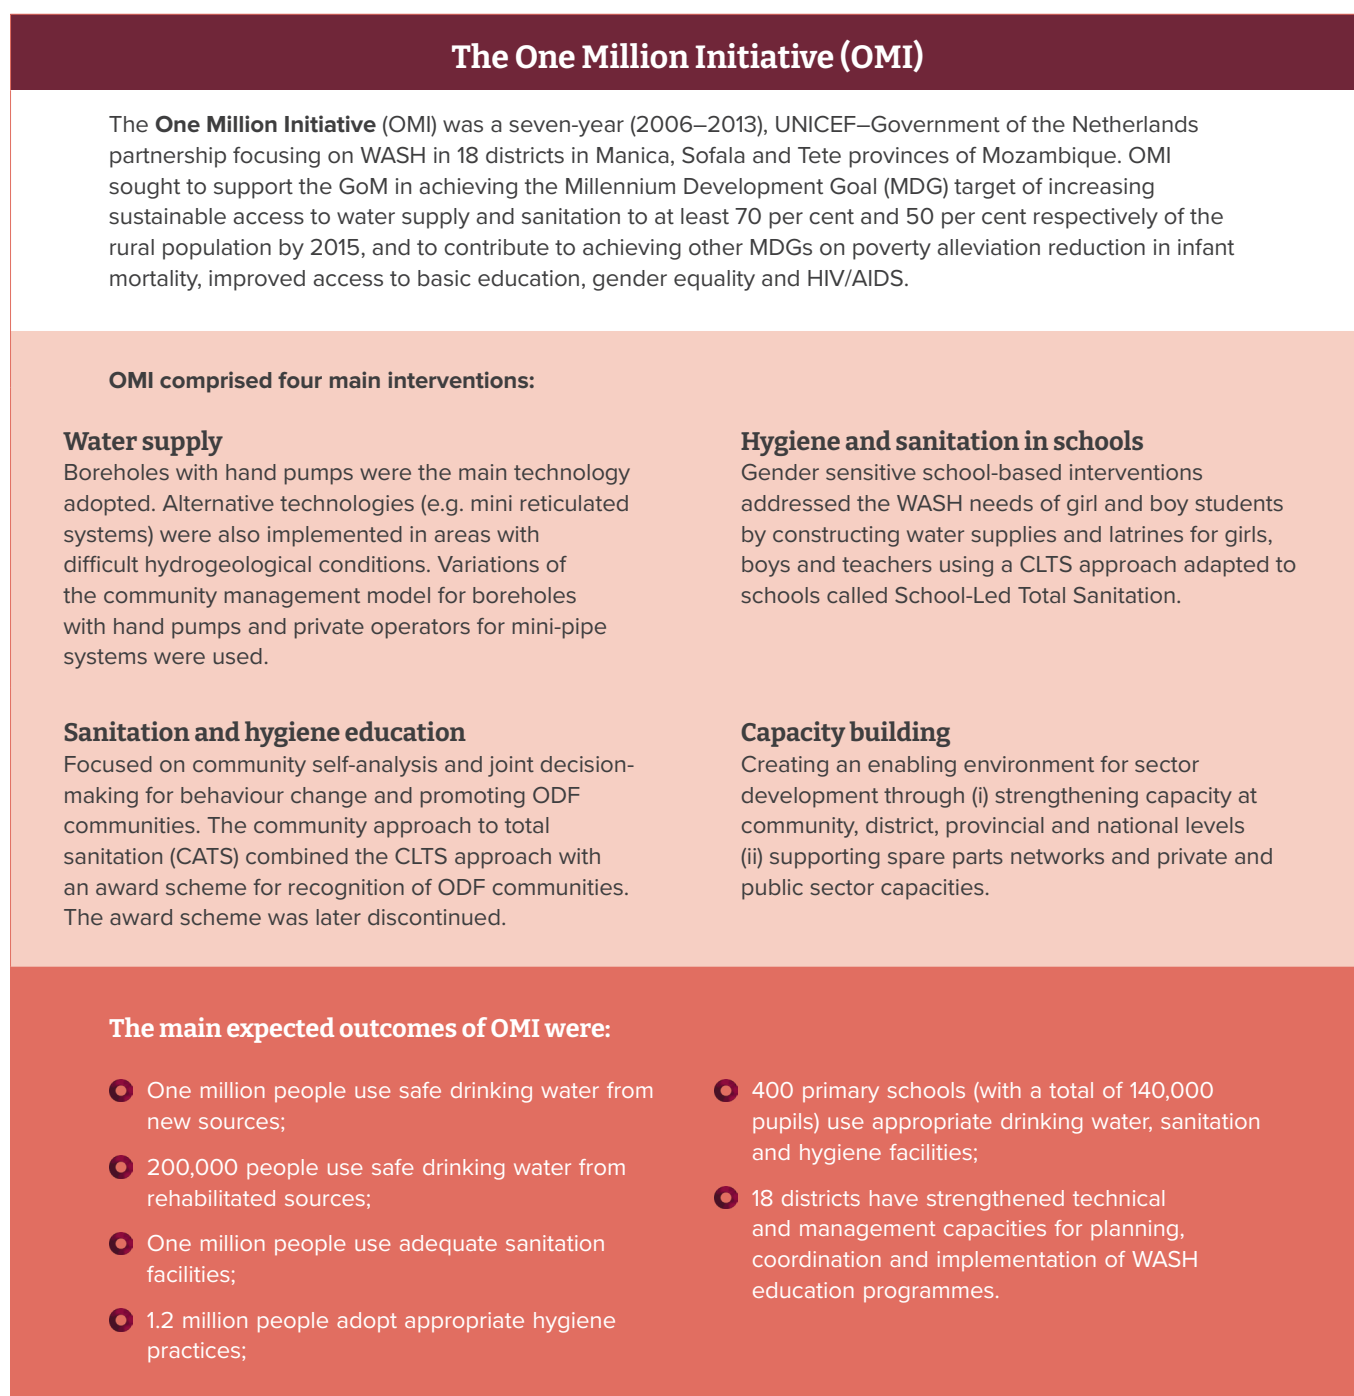 The One Million Initiative (OMI)
The One Million Initiative (OMI) was a seven-year (2006–2013), UNICEF–Government of the Netherlands
partnership focusing on WASH in 18 districts in Manica, Sofala and Tete provinces of Mozambique. OMI
sought to support the GoM in achieving the Millennium Development Goal (MDG) target of increasing
sustainable access to water supply and sanitation to at least 70 per cent and 50 per cent respectively of the
rural population by 2015, and to contribute to achieving other MDGs on poverty alleviation reduction in infant
mortality, improved access to basic education, gender equality and HIV/AIDS.
OMI comprised four main interventions:
Water supply
Boreholes with hand pumps were the main technology
adopted. Alternative technologies (e.g. mini reticulated
systems) were also implemented in areas with
difficult hydrogeological conditions. Variations of
the community management model for boreholes
with hand pumps and private operators for mini-pipe
systems were used.
Hygiene and sanitation in schools
Gender sensitive school-based interventions
addressed the WASH needs of girl and boy students
by constructing water supplies and latrines for girls,
boys and teachers using a CLTS approach adapted to
schools called School-Led Total Sanitation.
Sanitation and hygiene education
Focused on community self-analysis and joint decision-
making for behaviour change and promoting ODF
communities. The community approach to total
sanitation (CATS) combined the CLTS approach with
an award scheme for recognition of ODF communities.
The award scheme was later discontinued.
Capacity building
Creating an enabling environment for sector
development through (i) strengthening capacity at
community, district, provincial and national levels
(ii) supporting spare parts networks and private and
public sector capacities.
The main expected outcomes of OMI were:
One million people use safe drinking water from
new sources;
200,000 people use safe drinking water from
rehabilitated sources;
One million people use adequate sanitation
facilities;
1.2 million people adopt appropriate hygiene
practices;
400 primary schools (with a total of 140,000
pupils) use appropriate drinking water, sanitation
and hygiene facilities;
18 districts have strengthened technical
and management capacities for planning,
coordination and implementation of WASH
education programmes.